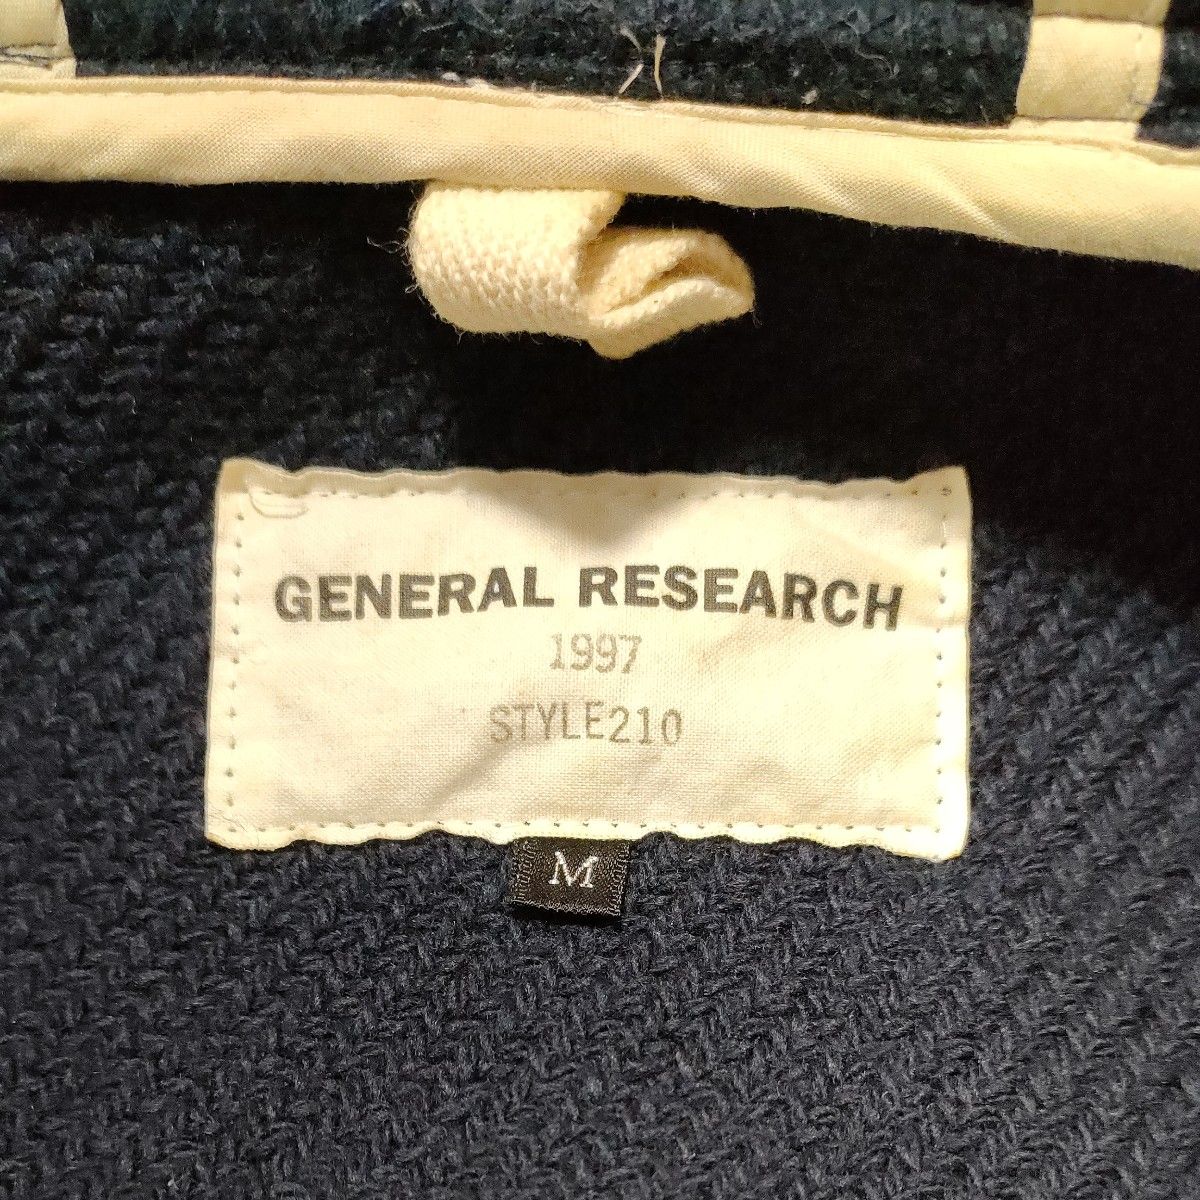 GENERAL RESEARCH
1997
STYLE210
M